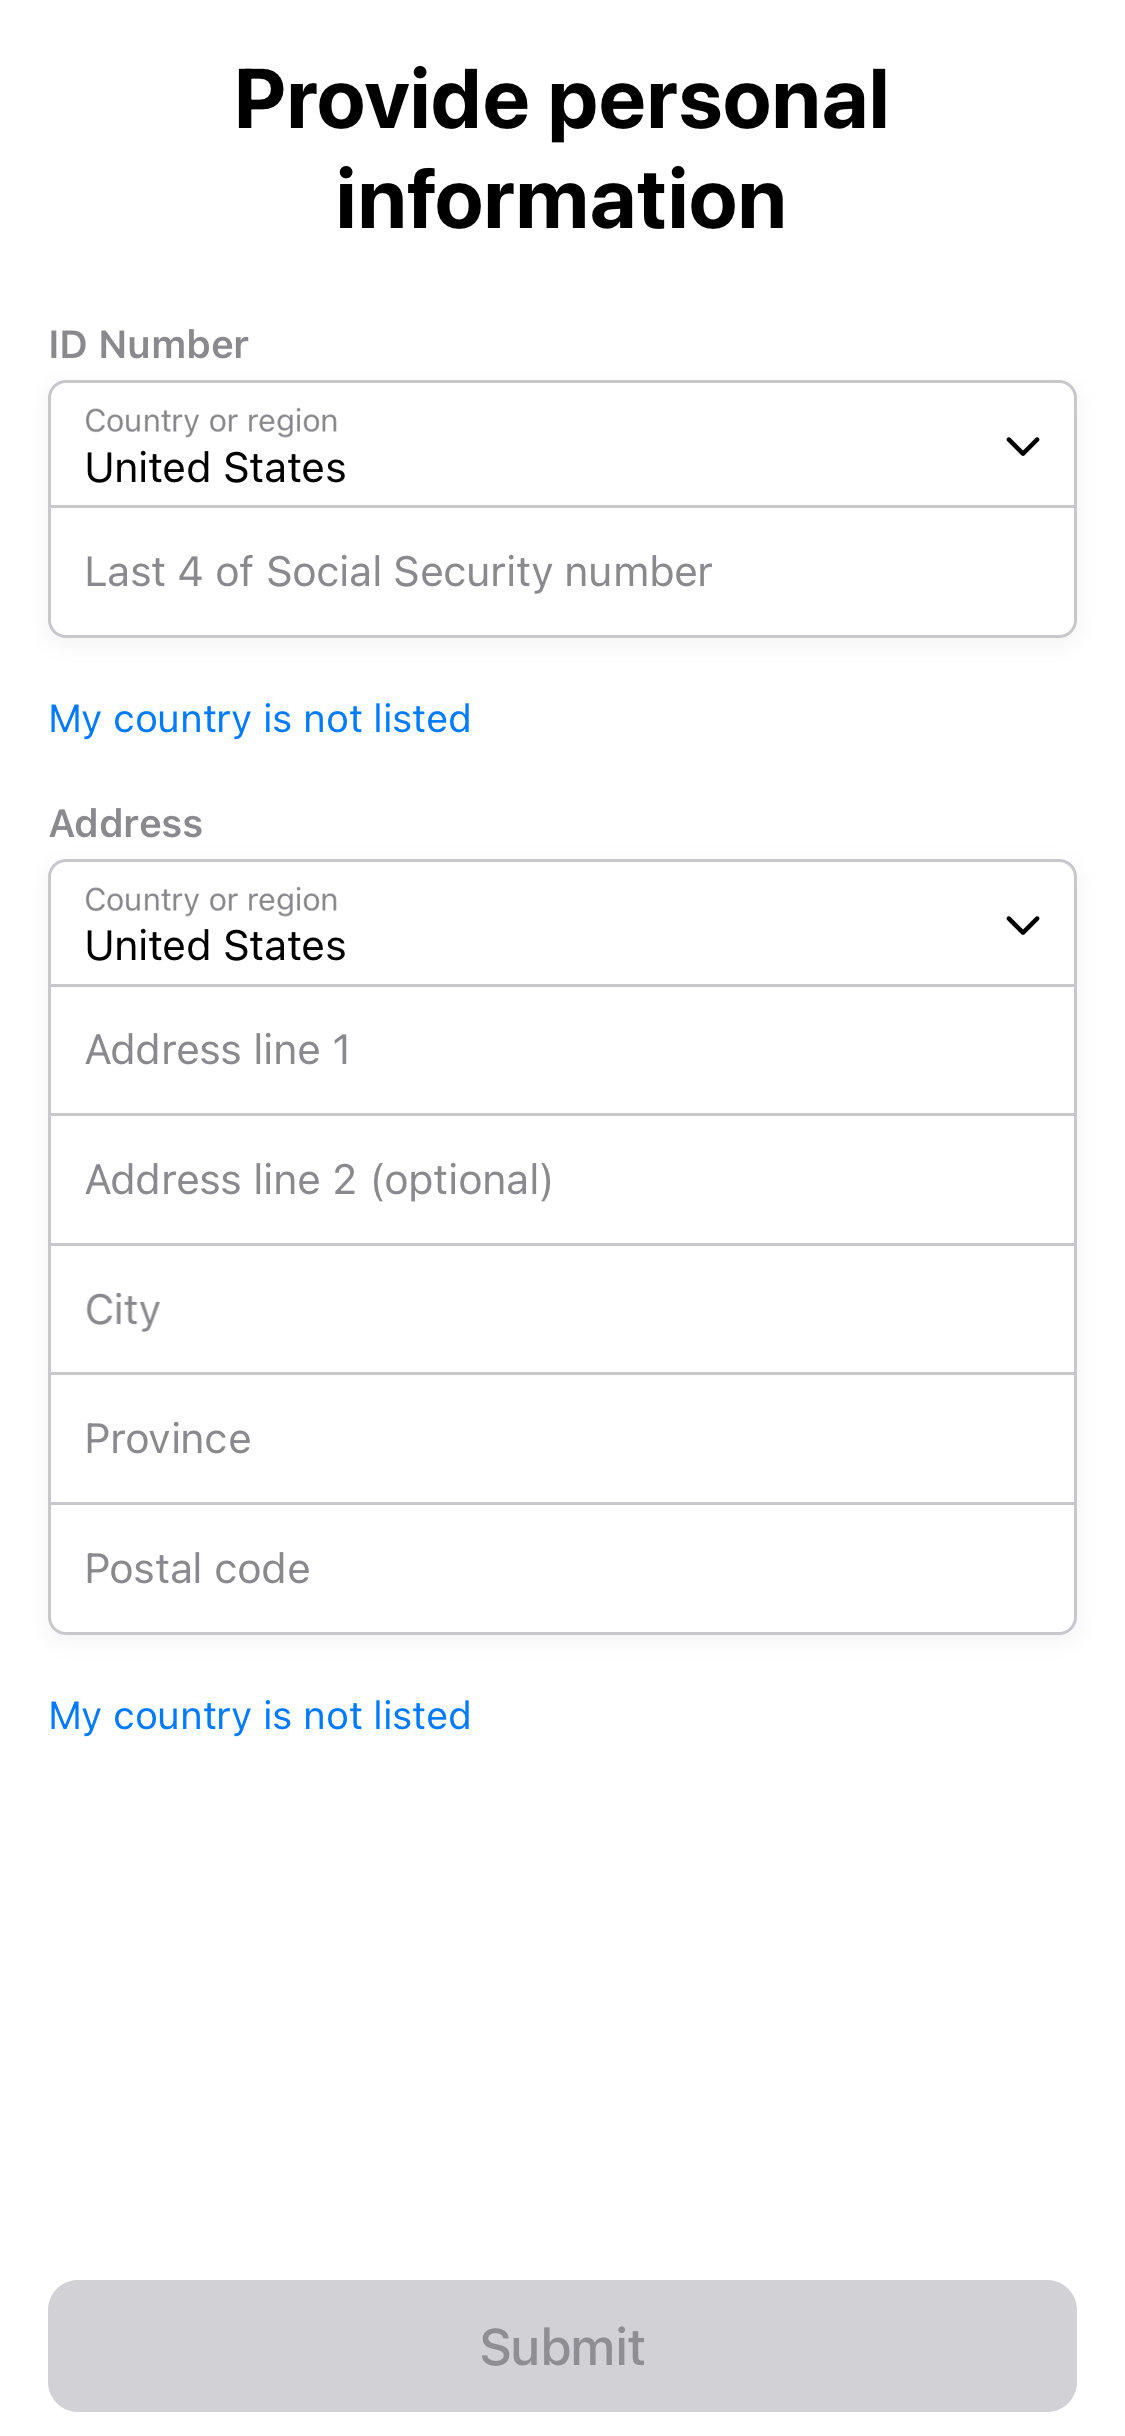 Provide personal
information
ID Number
Country or region
United States
Last 4 of Social Security number
My country is not listed
Address
Country or region
United States
Address line 1
Address line 2 (optional)
City
Province
Postal code
My country is not listed
Submit